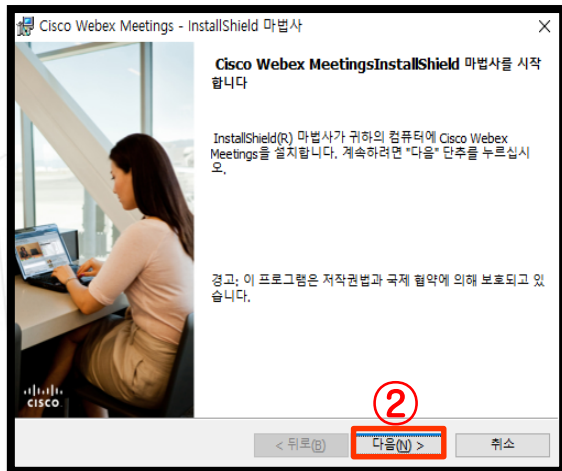 Cisco Webex Meetings - InstallShield 마법사
Cisco Webex MeetingsInstallShield 마법사를 시작
합니다
InstallShield(R) 마법사가 귀하의 컴퓨터에 Cisco Webex
Meetings을 설치합니다. 계속하려면 "다음" 단추를 누르십시
오.
경고: 이 프로그램은 저작권법과 국제 협약에 의해 보호되고 있
습니다.
CISCO
②
< 뒤로(B) 다음(N) > 취소